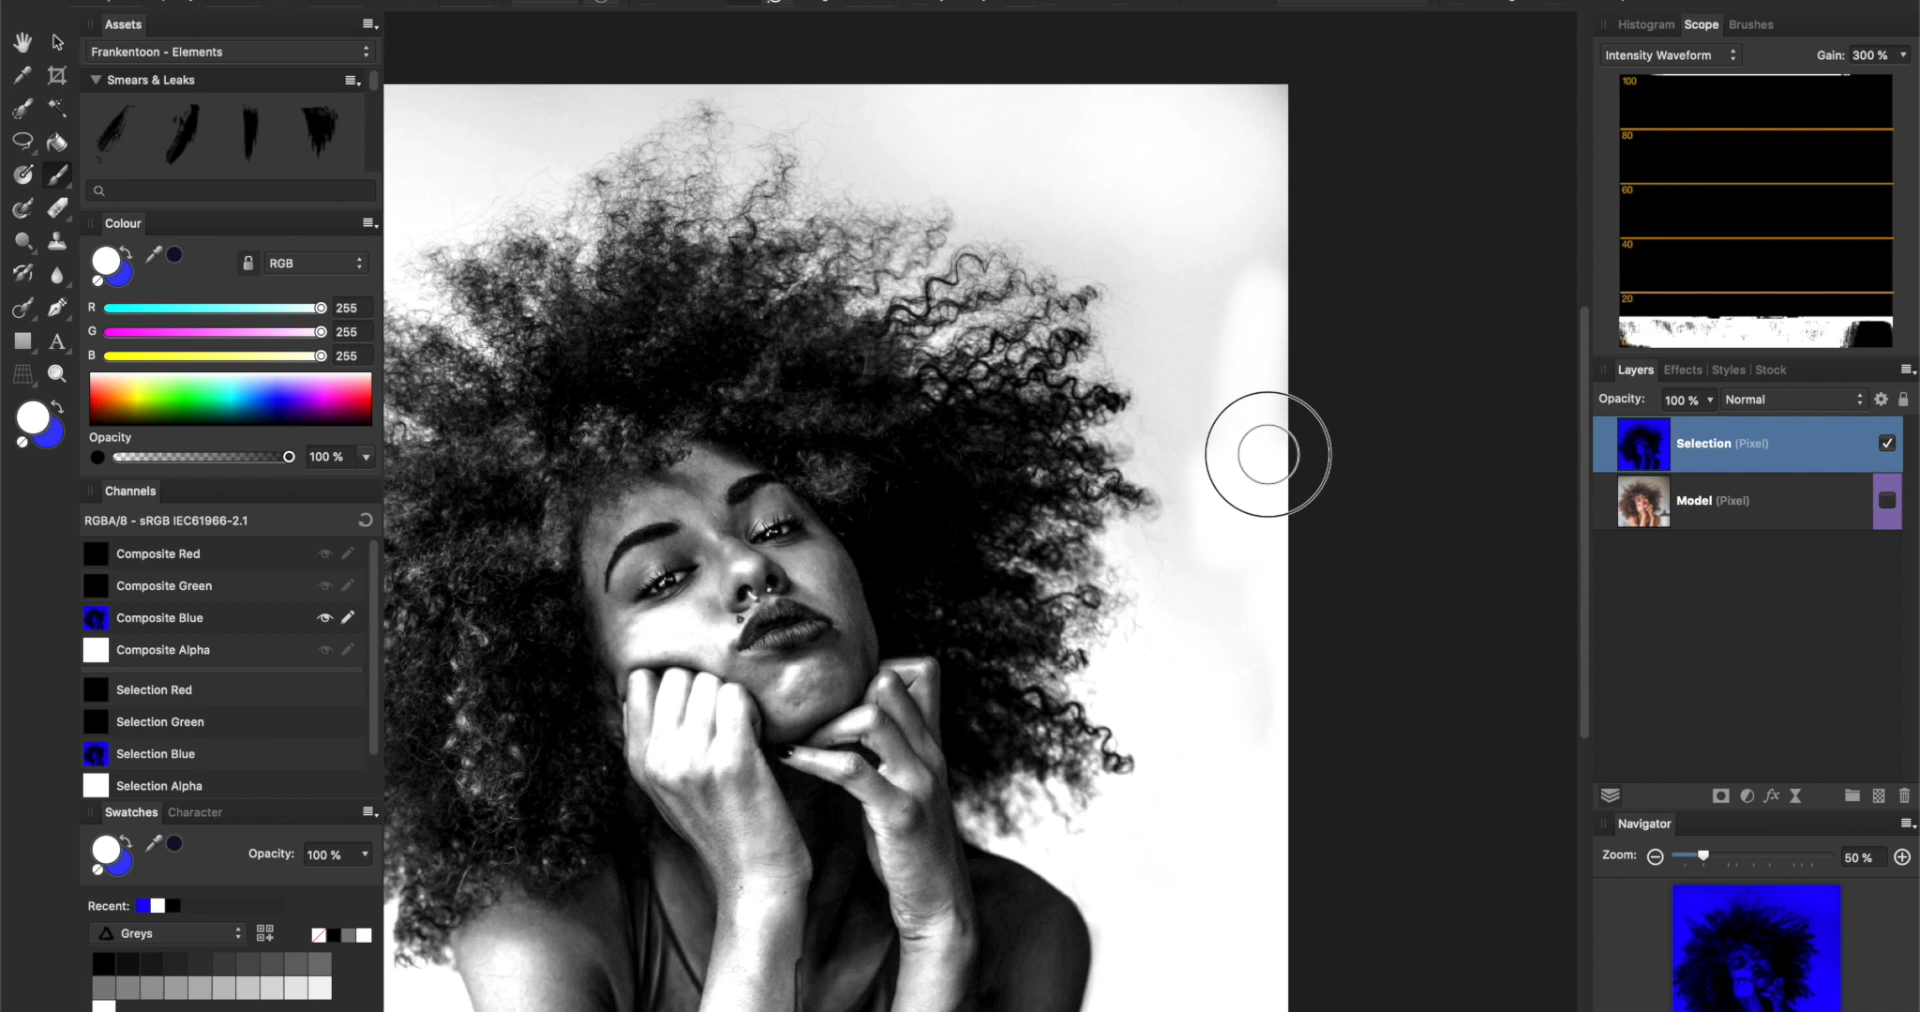 Assets
Frankentoon - Elements
Smears & Leaks
Colour
RGB
R 255
G 255
B 255
Opacity
100 %
Channels
RGBA/8 - sRGB IEC61966-2.1
Composite Red
Composite Green
Composite Blue
Composite Alpha
Selection Red
Selection Green
Selection Blue
Selection Alpha
Swatches Character
Opacity: 100 %
Recent:
Greys
Histogram Scope Brushes
Intensity Waveform Gain: 300 %
100
80
60
40
20
Layers Effects Styles Stock
Opacity: 100 % Normal
Selection (Pixel)
Model (Pixel)
fx
Navigator
Zoom: 50 %